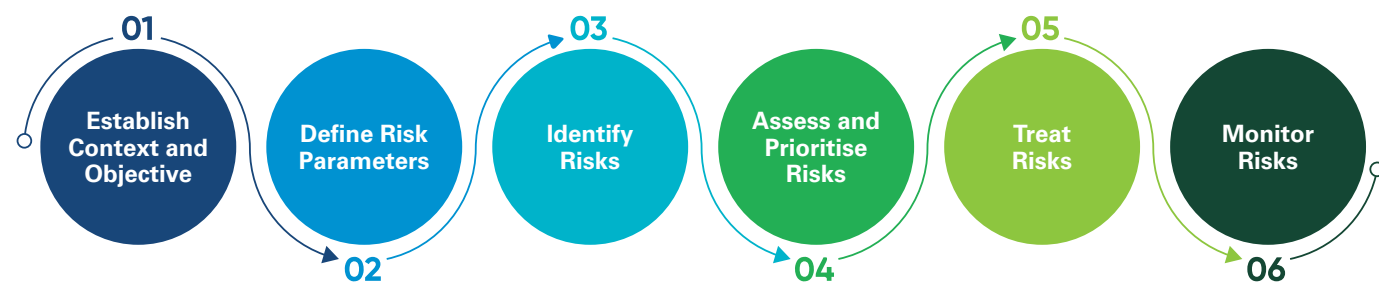 01
Establish
Context and
Objective
02
Define Risk
Parameters
03
Identify
Risks
04
Assess and
Prioritise
Risks
05
Treat
Risks
06
Monitor
Risks